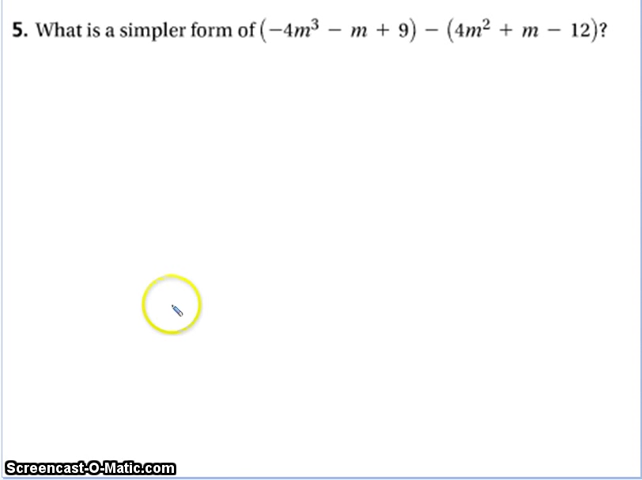 5. What is a simpler form of (−4m³ − m + 9) − (4m² + m − 12)?
Screencast-O-Matic.com